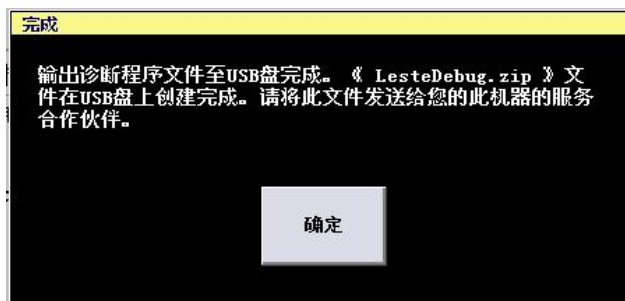 完成
输出诊断程序文件至USB盘完成。《 LesteDebug.zip 》文
件在USB盘上创建完成。请将此文件发送给您的此机器的服务
合作伙伴。
确定